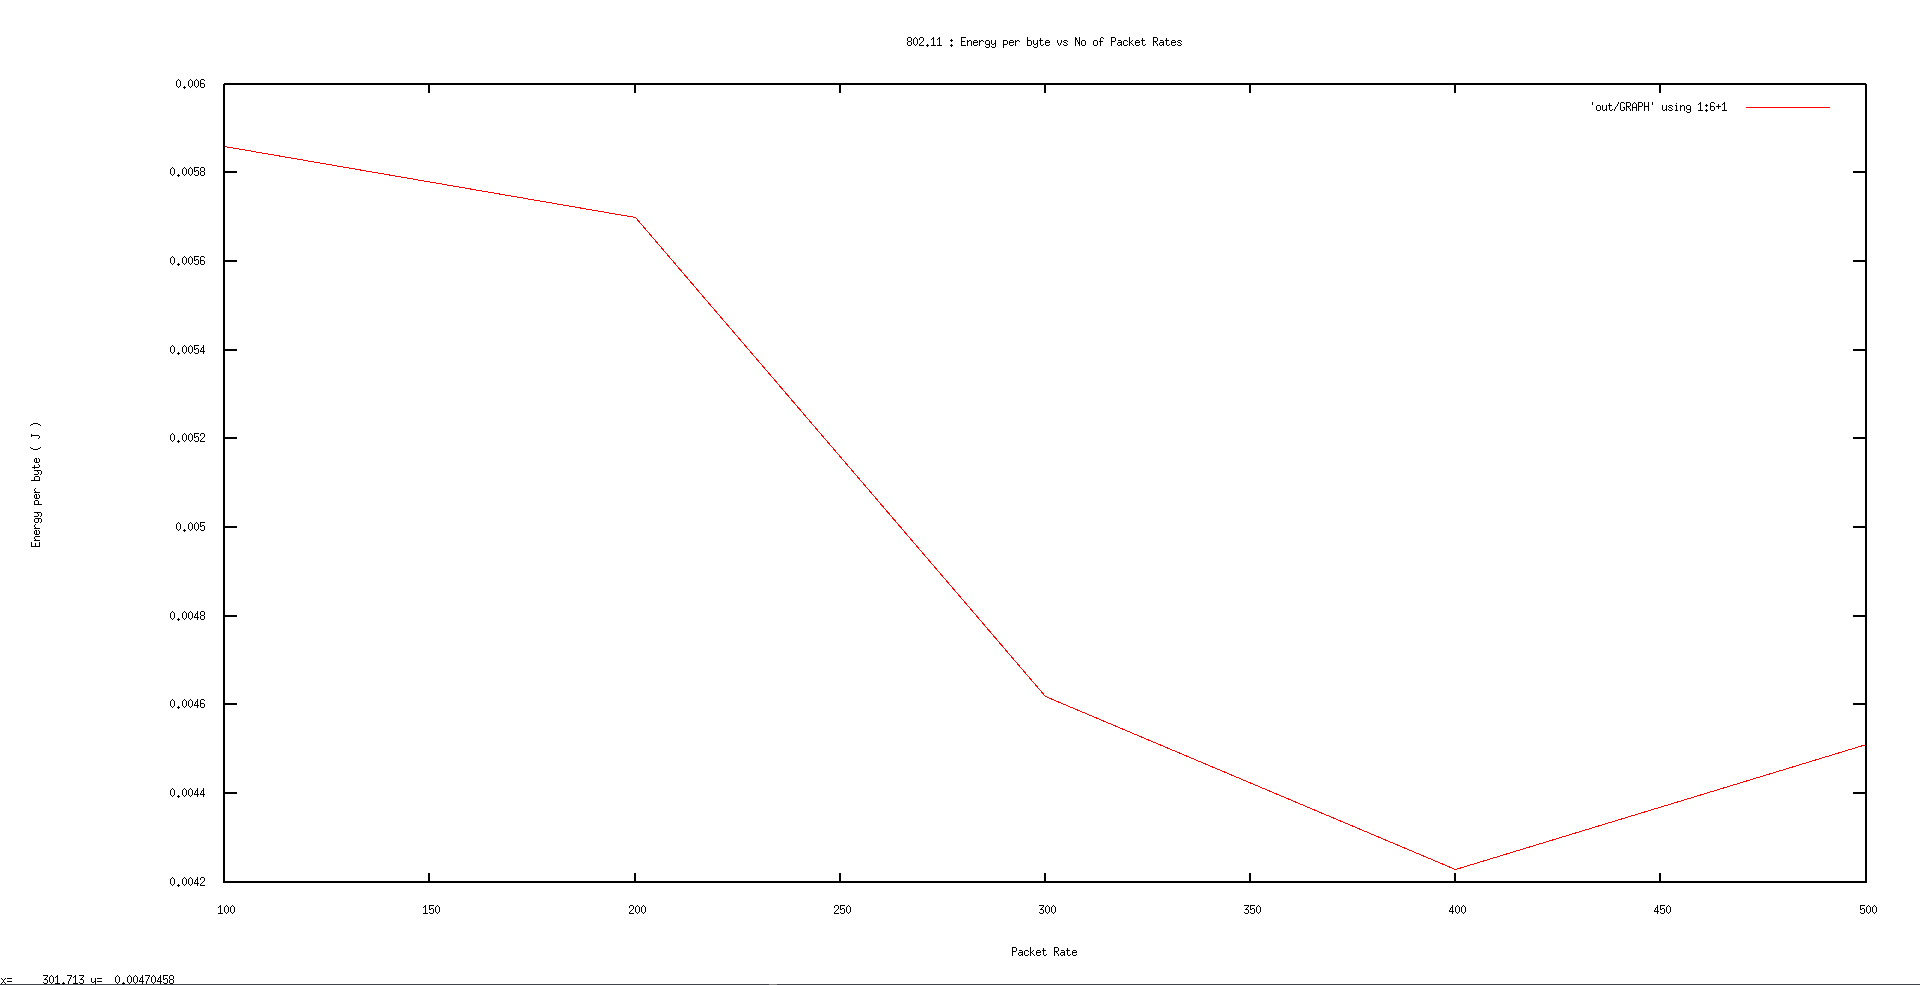 802.11 : Energy per byte vs No of Packet Rates
'out/GRAPH' using 1:6+1
0.006
0.0058
0.0056
0.0054
0.0052
0.005
0.0048
0.0046
0.0044
0.0042
Energy per byte ( J )
100 150 200 250 300 350 400 450 500
Packet Rate
x= 301.713 y= 0.00470458